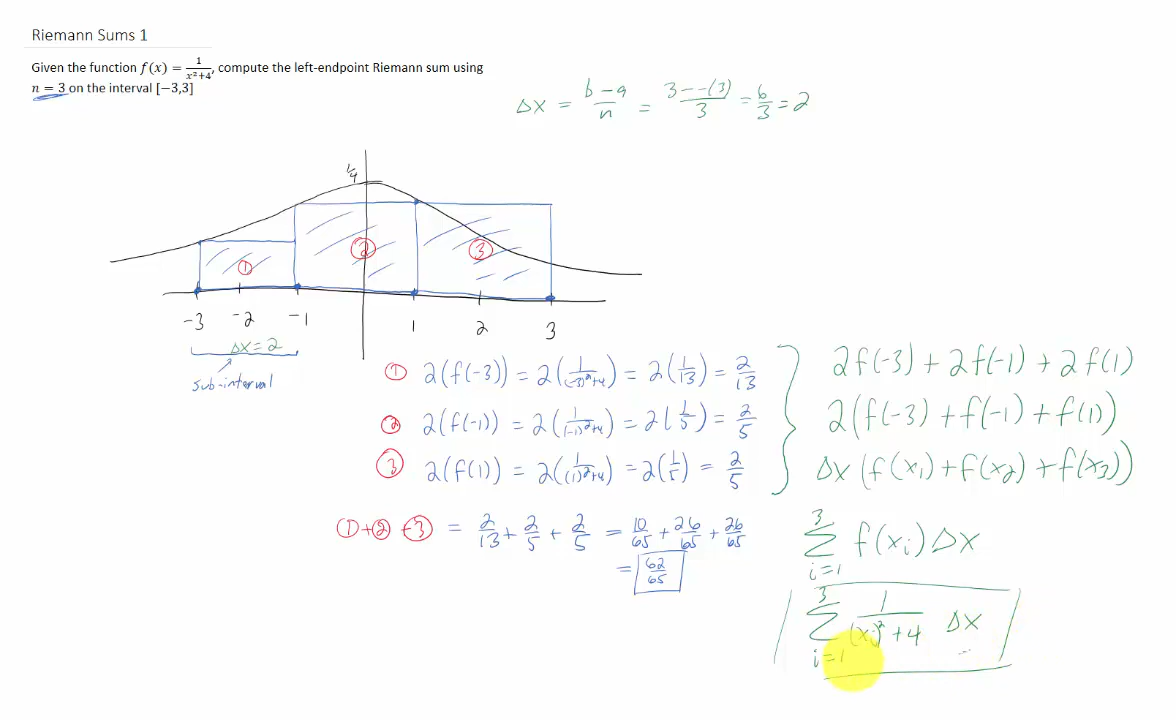 Riemann Sums 1
Given the function f(x) = 1/(x²+4), compute the left-endpoint Riemann sum using
n = 3 on the interval [−3,3]
Δx = (b−a)/n = (3−−(3))/3 = 6/3 = 2
1/4
① ② ③
−3 −2 −1 1 2 3
Δx = 2
sub-interval
① 2(f(−3)) = 2(1/((−3)²+4)) = 2(1/13) = 2/13
② 2(f(−1)) = 2(1/((−1)²+4)) = 2(1/5) = 2/5
③ 2(f(1)) = 2(1/((1)²+4)) = 2(1/5) = 2/5
①+②+③ = 2/13 + 2/5 + 2/5 = 10/65 + 26/65 + 26/65
= 62/65
2f(−3) + 2f(−1) + 2f(1)
2(f(−3) + f(−1) + f(1))
Δx (f(x₁) + f(x₂) + f(x₃))
3
∑ f(xᵢ) Δx
i=1
3
∑ 1/((xᵢ)²+4) Δx
i=1